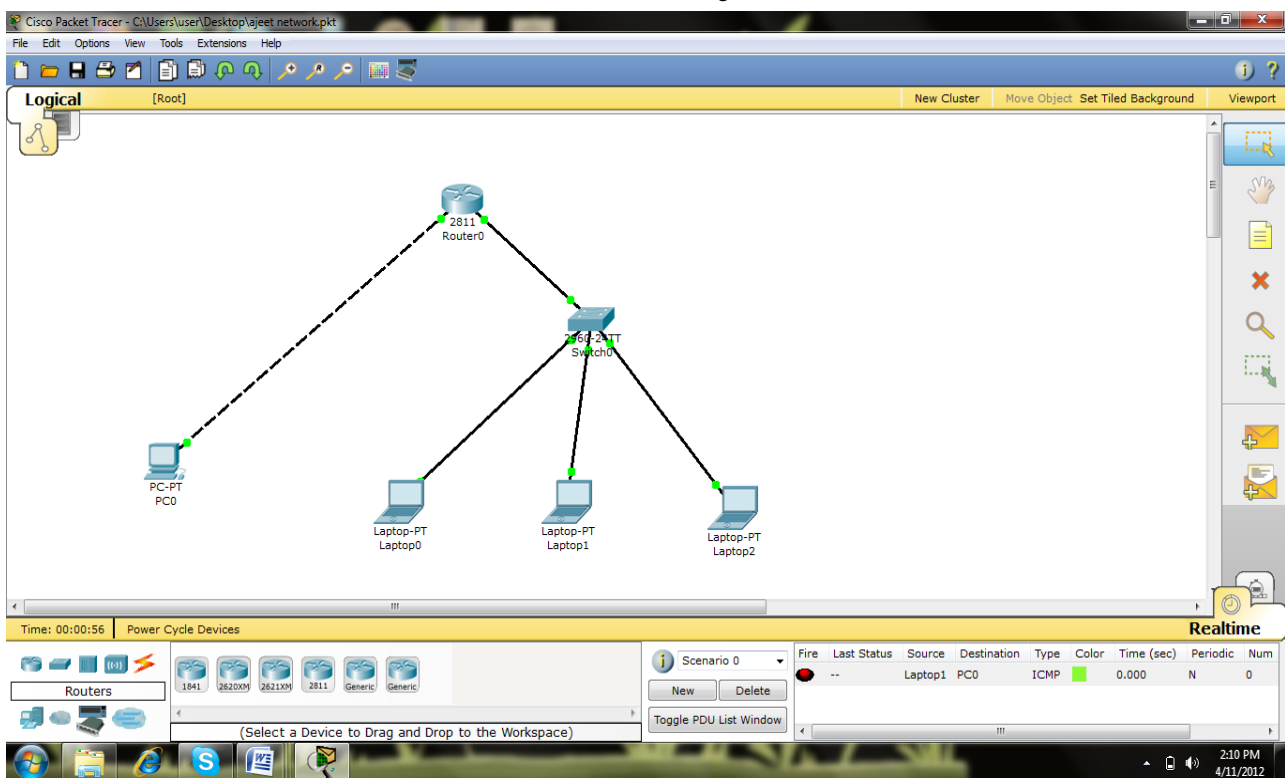 Cisco Packet Tracer - C:\Users\user\Desktop\ajeet network.pkt
File Edit Options View Tools Extensions Help
Logical [Root] New Cluster Move Object Set Tiled Background Viewport
2811
Router0
2960-24TT
Switch0
PC-PT
PC0
Laptop-PT
Laptop0
Laptop-PT
Laptop1
Laptop-PT
Laptop2
Time: 00:00:56 Power Cycle Devices Realtime
Routers
1841 2620XM 2621XM 2811 Generic Generic
(Select a Device to Drag and Drop to the Workspace)
Scenario 0
New Delete
Toggle PDU List Window
Fire Last Status Source Destination Type Color Time (sec) Periodic Num
-- Laptop1 PC0 ICMP 0.000 N 0
2:10 PM
4/11/2012